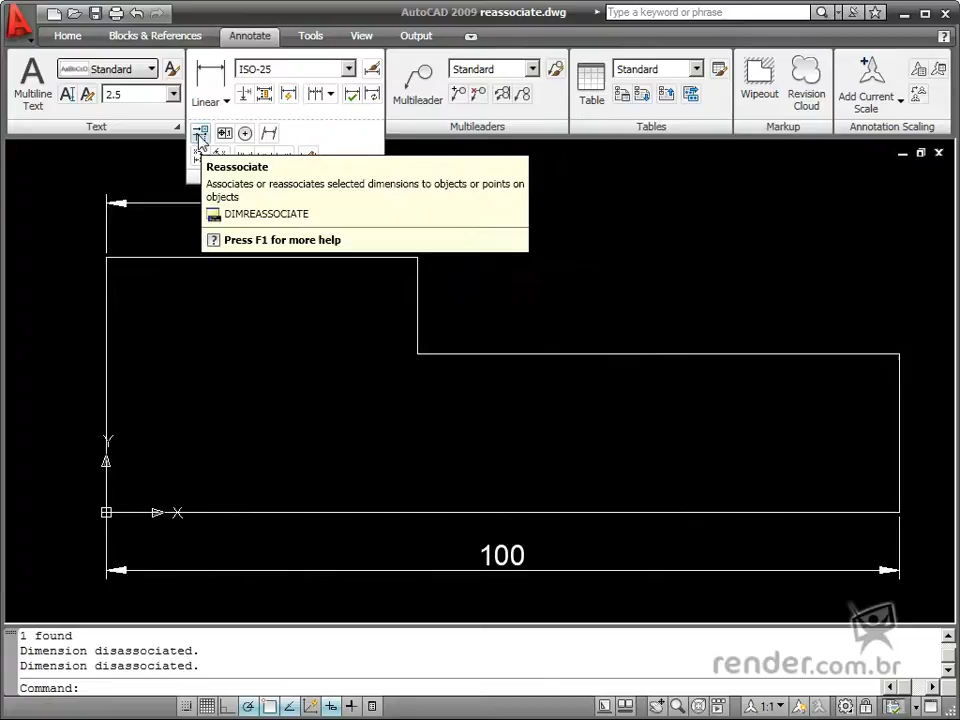 AutoCAD 2009 reassociate.dwg
Type a keyword or phrase
Home Blocks & References Annotate Tools View Output
Standard
ISO-25
Standard
Standard
Multiline
Text
2.5
Linear
Multileader
Table
Wipeout
Revision
Cloud
Add Current
Scale
Text
Multileaders
Tables
Markup
Annotation Scaling
Reassociate
Associates or reassociates selected dimensions to objects or points on
objects
DIMREASSOCIATE
Press F1 for more help
Y
X
100
1 found
Dimension disassociated.
Dimension disassociated.
Command:
render.com.br
1:1